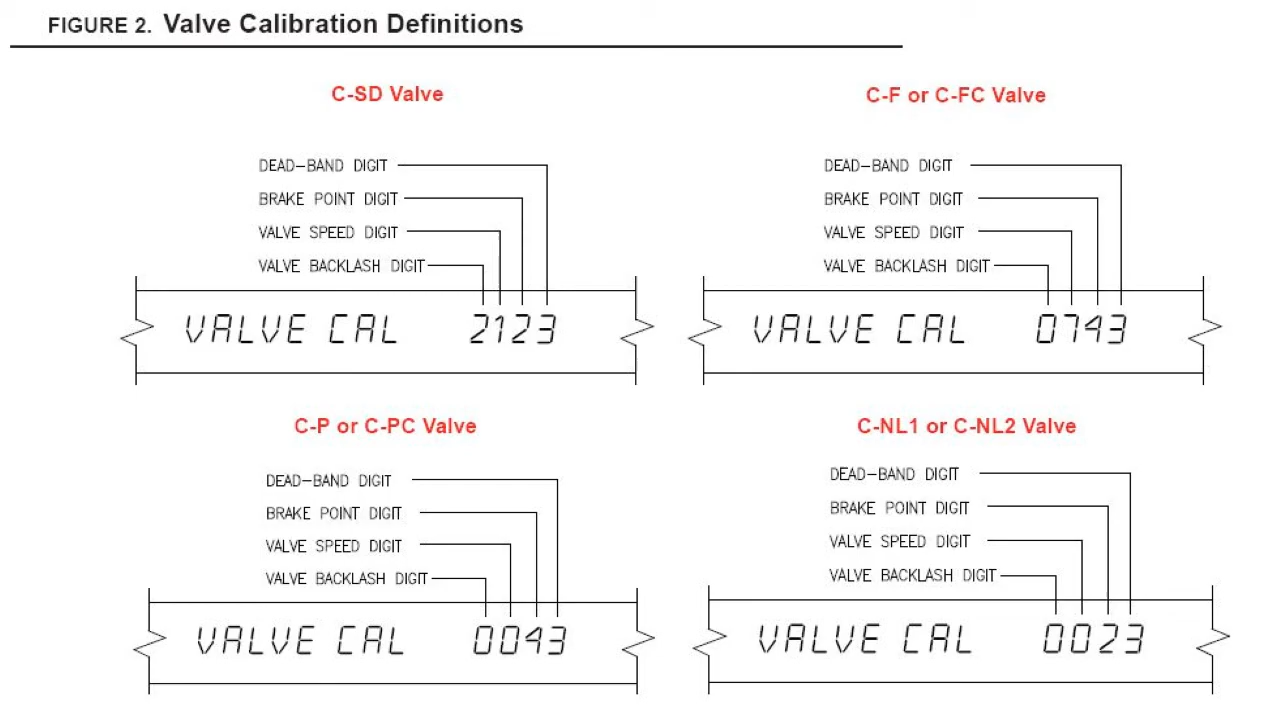 FIGURE 2. Valve Calibration Definitions
C-SD Valve
DEAD-BAND DIGIT
BRAKE POINT DIGIT
VALVE SPEED DIGIT
VALVE BACKLASH DIGIT
VALVE CAL 2123
C-F or C-FC Valve
DEAD-BAND DIGIT
BRAKE POINT DIGIT
VALVE SPEED DIGIT
VALVE BACKLASH DIGIT
VALVE CAL 0743
C-P or C-PC Valve
DEAD-BAND DIGIT
BRAKE POINT DIGIT
VALVE SPEED DIGIT
VALVE BACKLASH DIGIT
VALVE CAL 0043
C-NL1 or C-NL2 Valve
DEAD-BAND DIGIT
BRAKE POINT DIGIT
VALVE SPEED DIGIT
VALVE BACKLASH DIGIT
VALVE CAL 0023